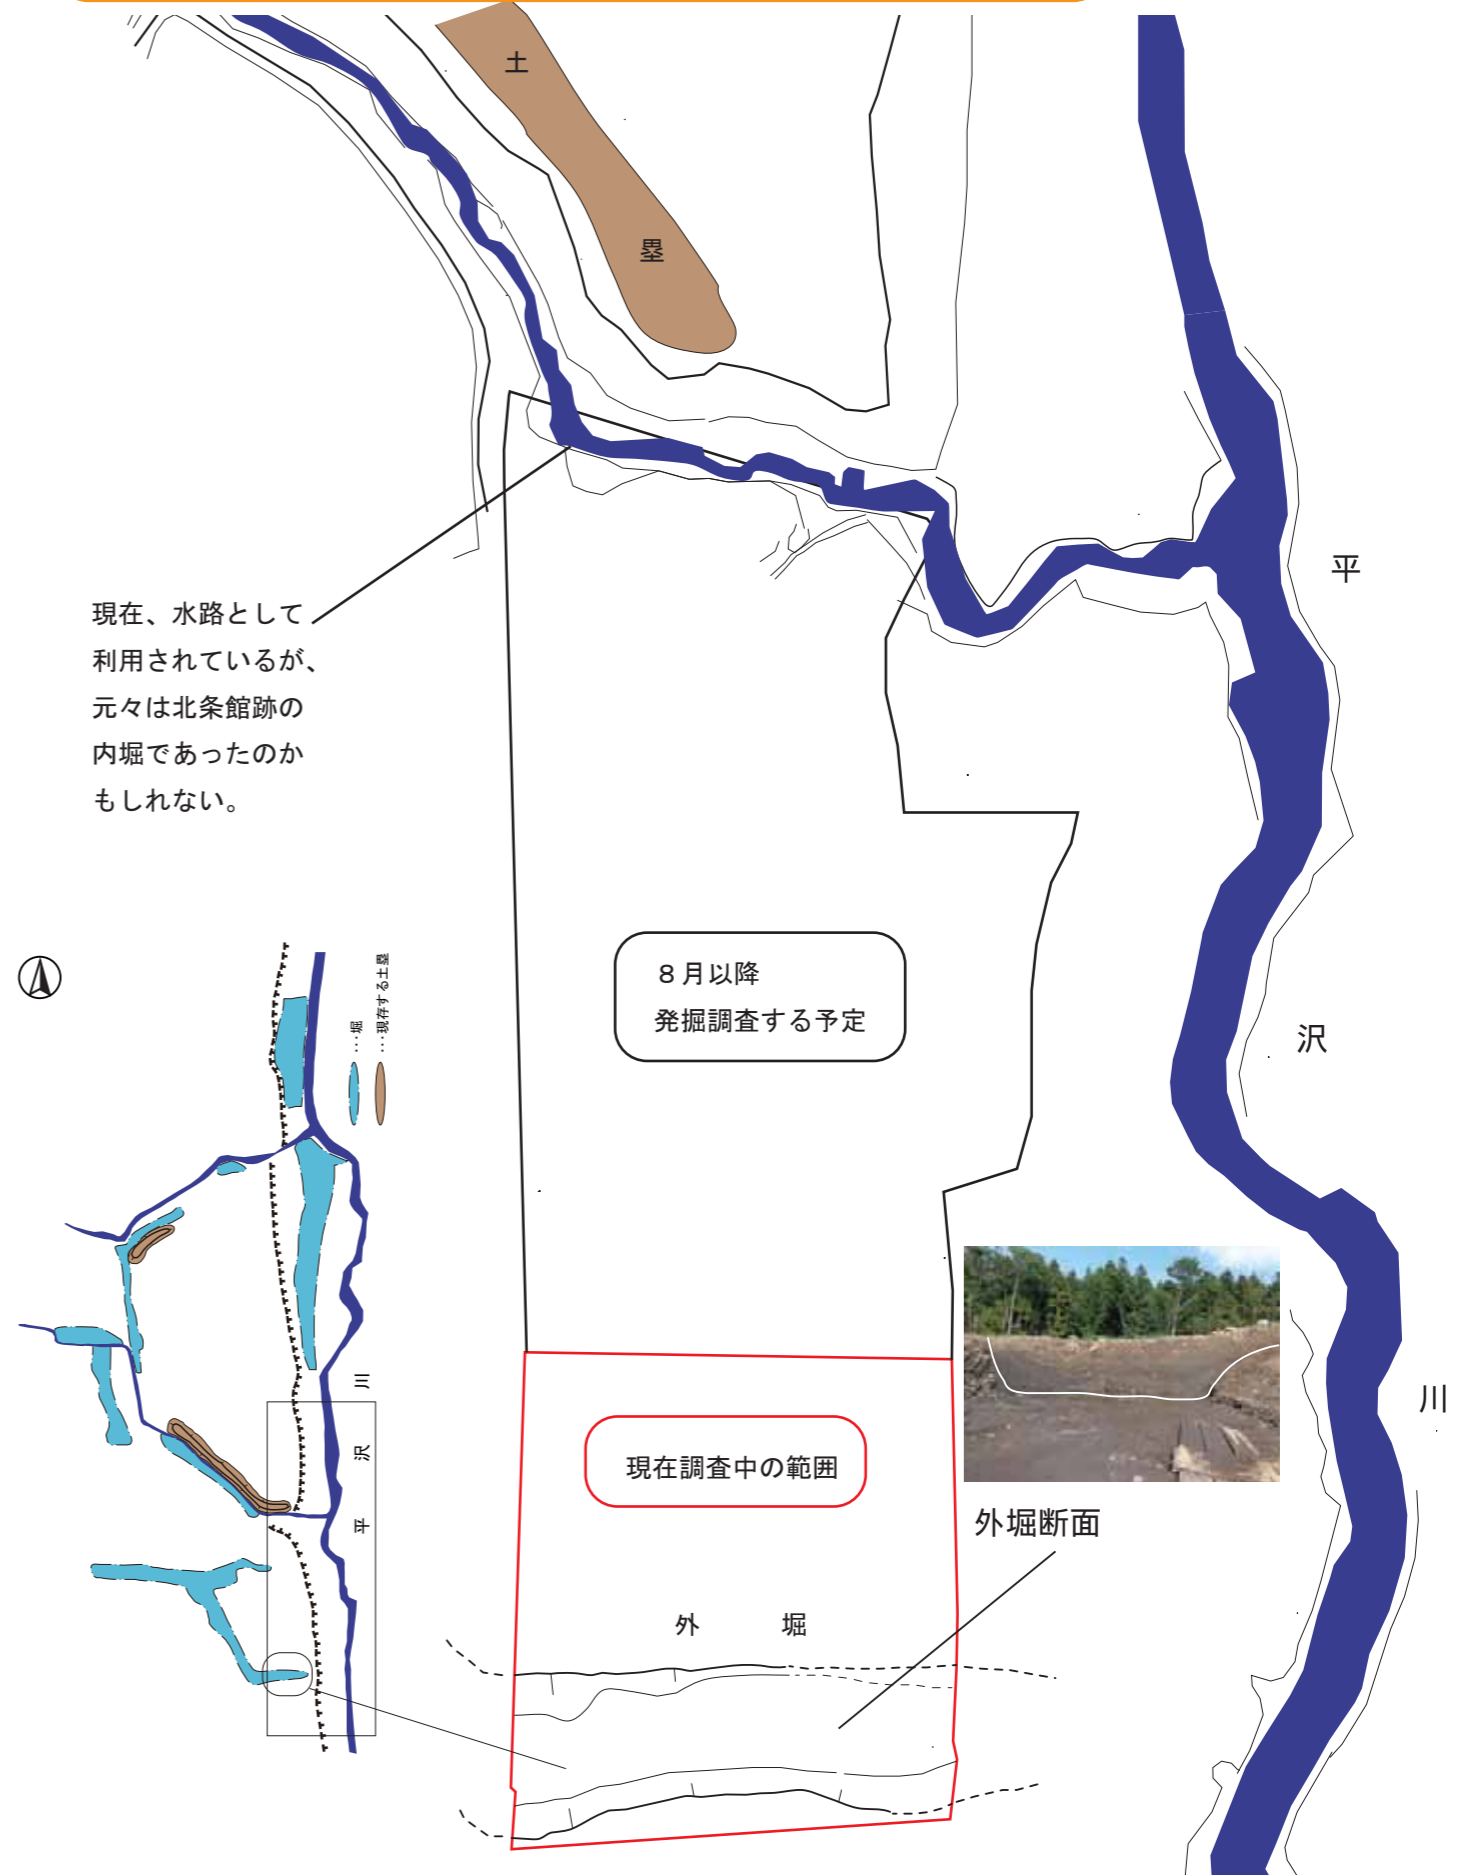 土
塁
現在、水路として
利用されているが、
元々は北条館跡の
内堀であったのか
もしれない。
平
沢
川
8月以降
発掘調査する予定
…堀
…現存する土塁
川
沢
平
現在調査中の範囲
外堀断面
外 堀